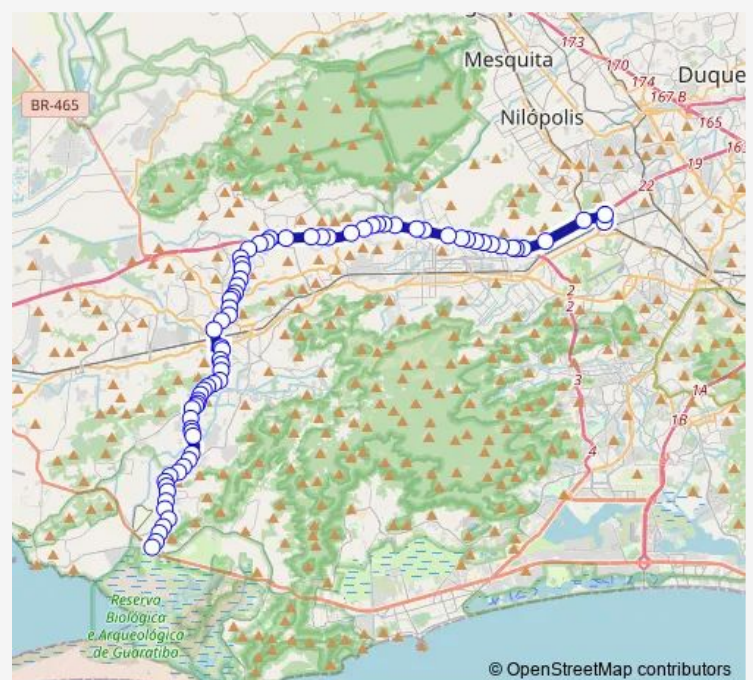 Mesquita
173
170
174
Duque
167.B
BR-465
Nilópolis
165
163
19
22
2
2
3
1A
1B
4
Reserva
Biológica
e Arqueológica
de Guaratiba
© OpenStreetMap contributors